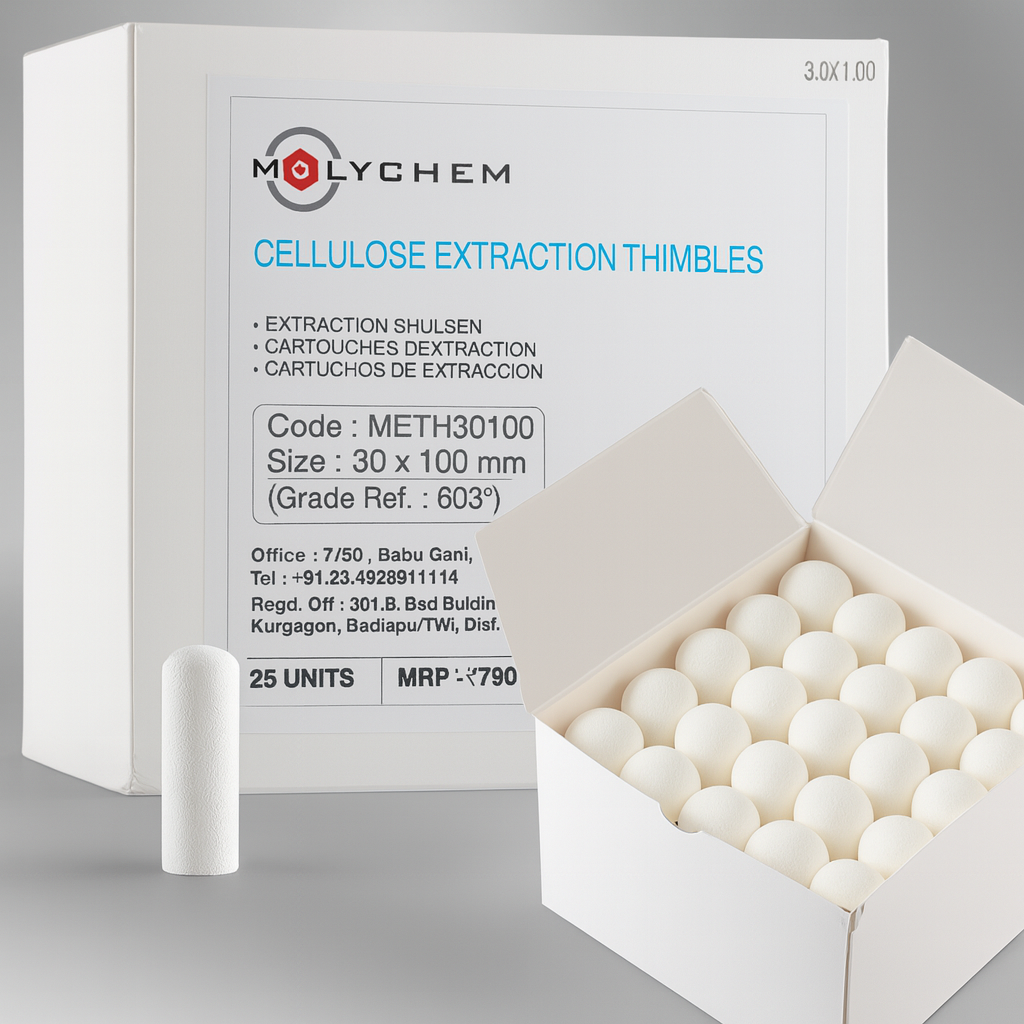 3.0X1.00
MOLYCHEM
CELLULOSE EXTRACTION THIMBLES
• EXTRACTION SHULSEN
• CARTOUCHES DEXTRACTION
• CARTUCHOS DE EXTRACCION
Code : METH30100
Size : 30 x 100 mm
(Grade Ref. : 603°)
Office : 7/50 , Babu Gani,
Tel : +91.23.4928911114
Regd. Off : 301.B. Bsd Buldin
Kurgagon, Badiapu/TWi, Disf.
25 UNITS
MRP :-₹790